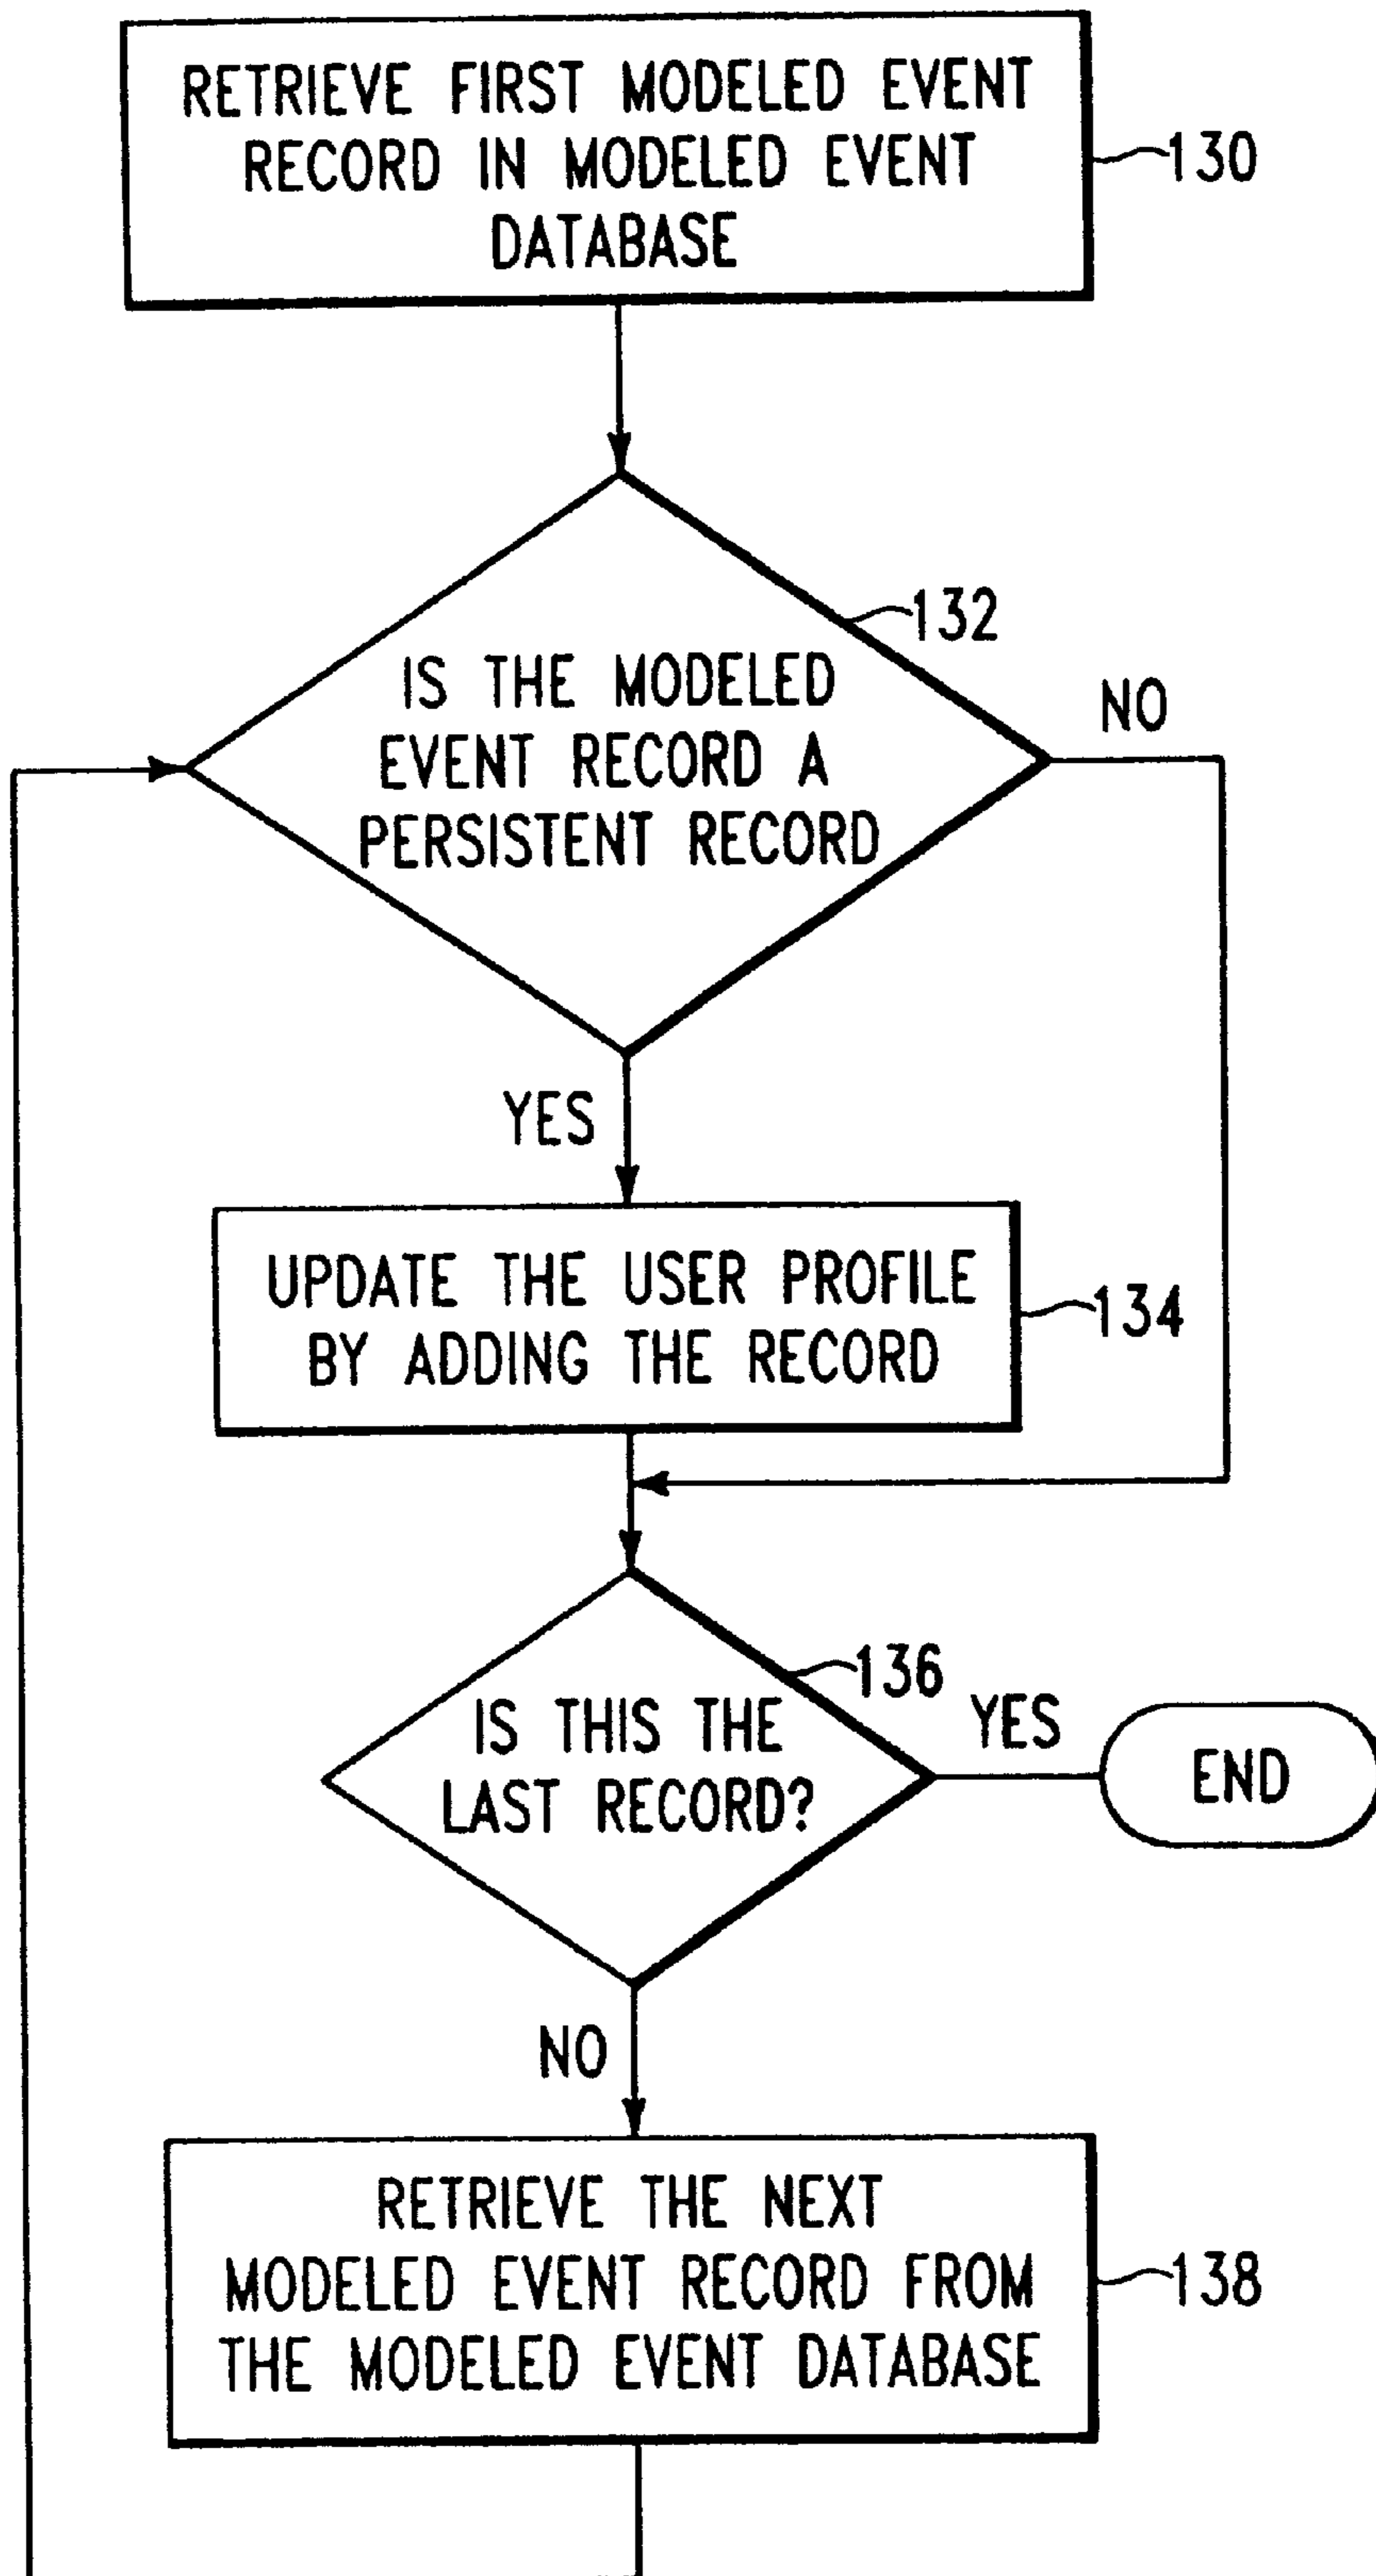 RETRIEVE FIRST MODELED EVENT
RECORD IN MODELED EVENT
DATABASE
130
132
IS THE MODELED
EVENT RECORD A
PERSISTENT RECORD
NO
YES
UPDATE THE USER PROFILE
BY ADDING THE RECORD
134
136
IS THIS THE
LAST RECORD?
YES
END
NO
RETRIEVE THE NEXT
MODELED EVENT RECORD FROM
THE MODELED EVENT DATABASE
138